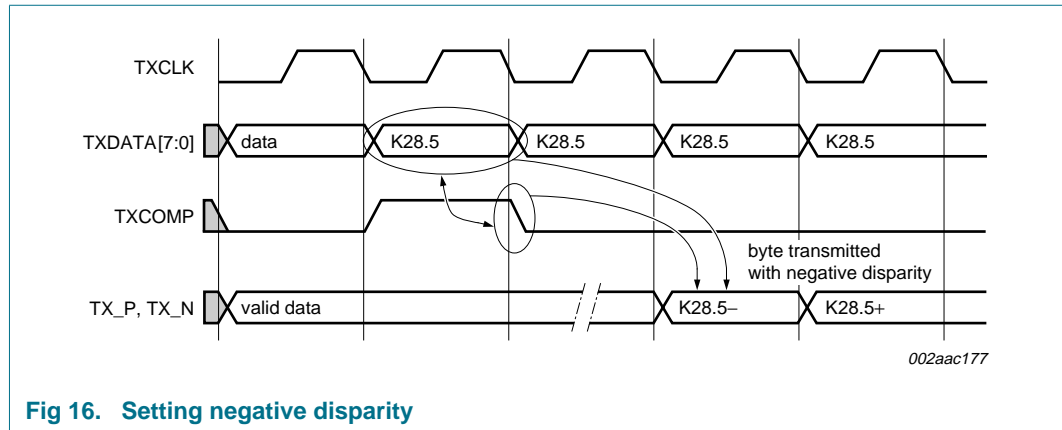 TXCLK
TXDATA[7:0]
data
K28.5
K28.5
K28.5
K28.5
TXCOMP
byte transmitted
with negative disparity
TX_P, TX_N
valid data
K28.5−
K28.5+
002aac177
Fig 16. Setting negative disparity